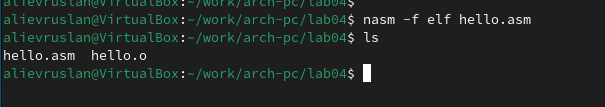 alievruslan@VirtualBox:~/work/arch-pc/lab04$
alievruslan@VirtualBox:~/work/arch-pc/lab04$ nasm -f elf hello.asm
alievruslan@VirtualBox:~/work/arch-pc/lab04$ ls
hello.asm  hello.o
alievruslan@VirtualBox:~/work/arch-pc/lab04$